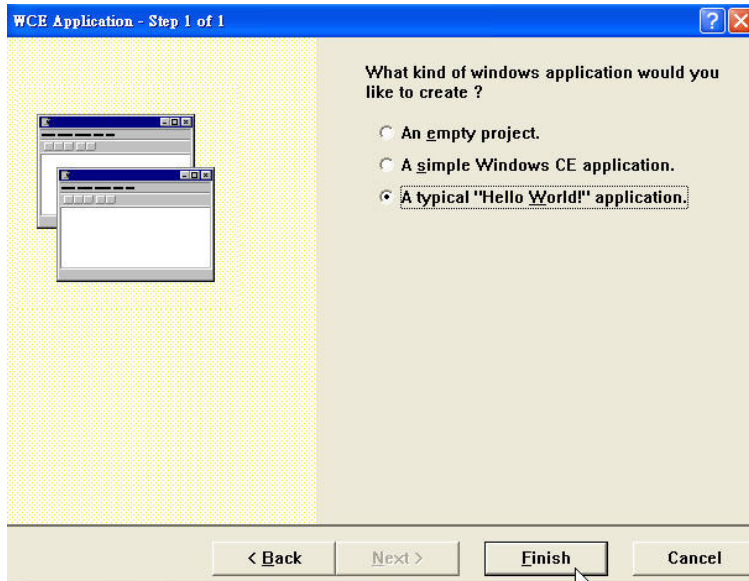 WCE Application - Step 1 of 1
What kind of windows application would you
like to create ?
An empty project.
A simple Windows CE application.
A typical "Hello World!" application.
< Back
Next >
Finish
Cancel